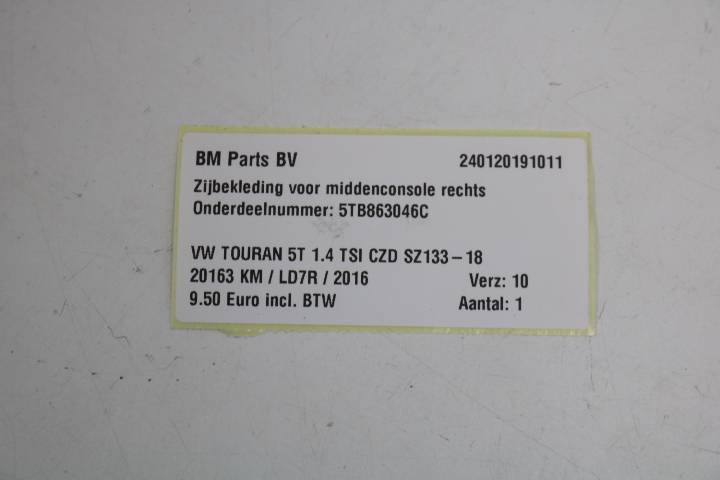 BM Parts BV 240120191011
Zijbekleding voor middenconsole rechts
Onderdeelnummer: 5TB863046C
VW TOURAN 5T 1.4 TSI CZD SZ133-18
20163 KM / LD7R / 2016 Verz: 10
9.50 Euro incl. BTW Aantal: 1